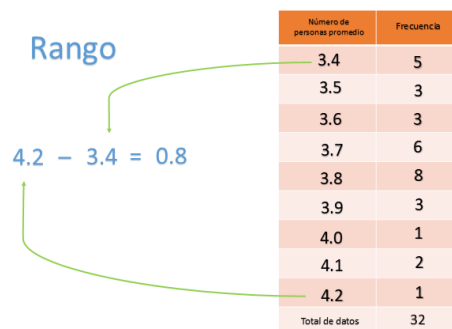 Rango
4.2 – 3.4 = 0.8
Número de
personas promedio Frecuencia
3.4 5
3.5 3
3.6 3
3.7 6
3.8 8
3.9 3
4.0 1
4.1 2
4.2 1
Total de datos 32